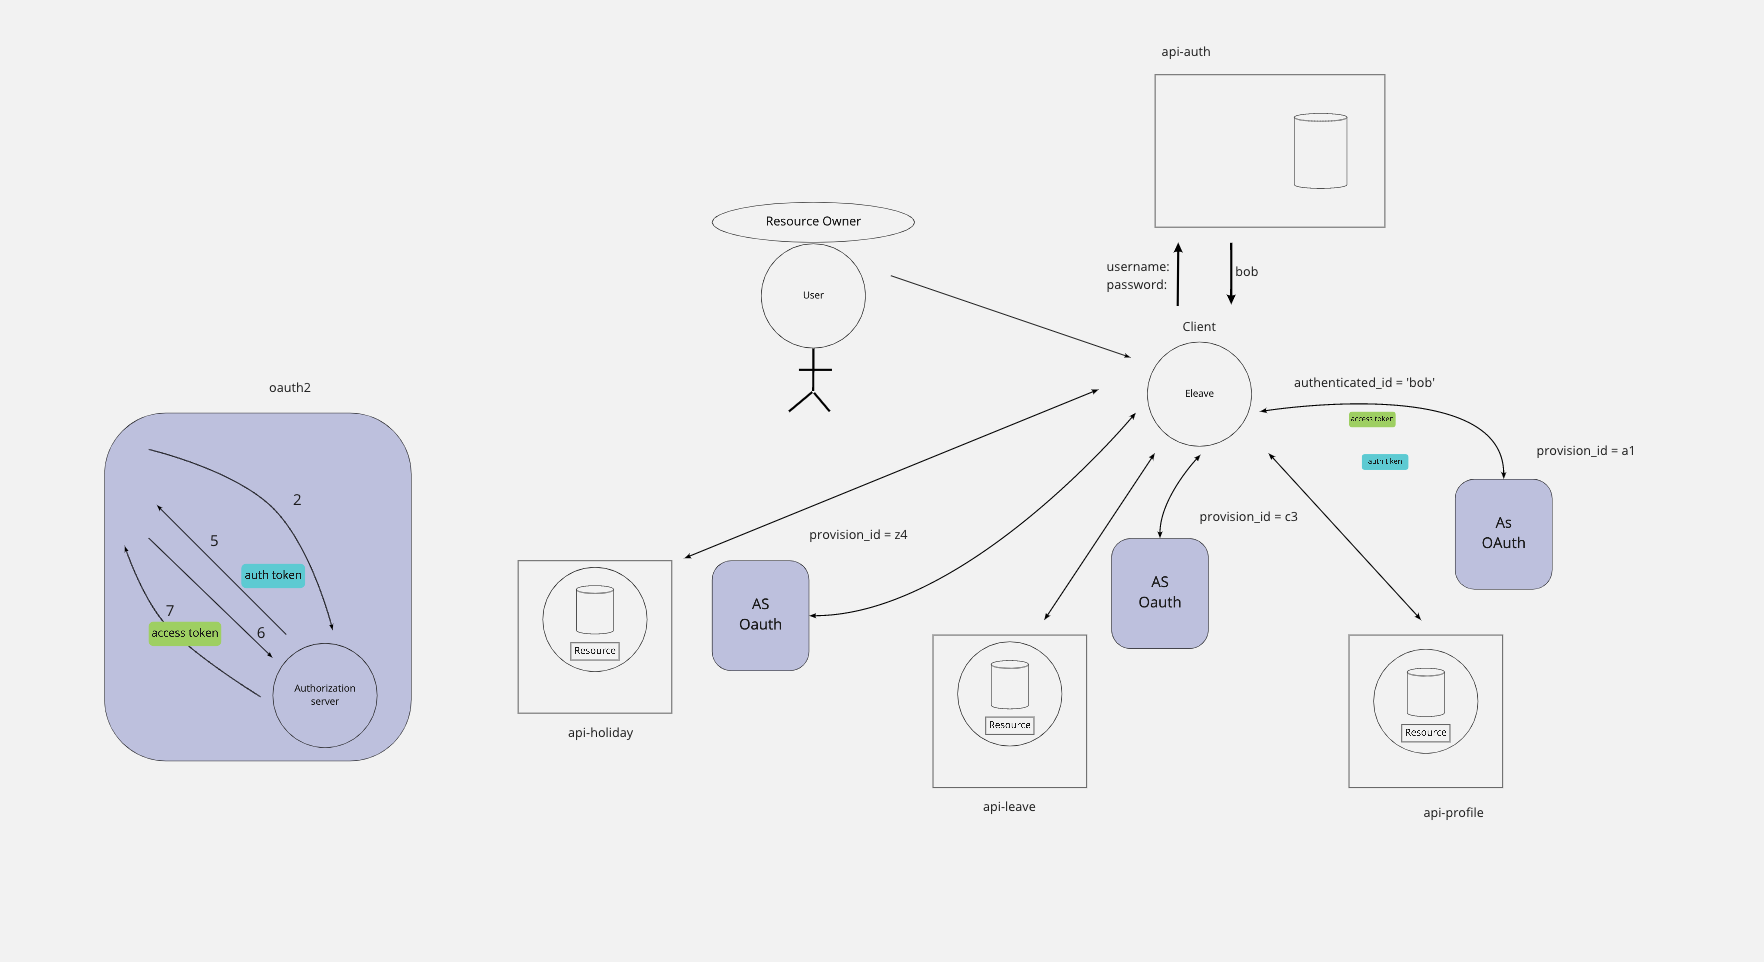 api-auth
Resource Owner
User
username:
password:
bob
Client
Eleave
authenticated_id = 'bob'
access token
auth t ken
provision_id = a1
As
OAuth
oauth2
2
5
auth token
7
access token
6
Authorization
server
provision_id = z4
AS
Oauth
Resource
api-holiday
provision_id = c3
AS
Oauth
Resource
api-leave
Resource
api-profile